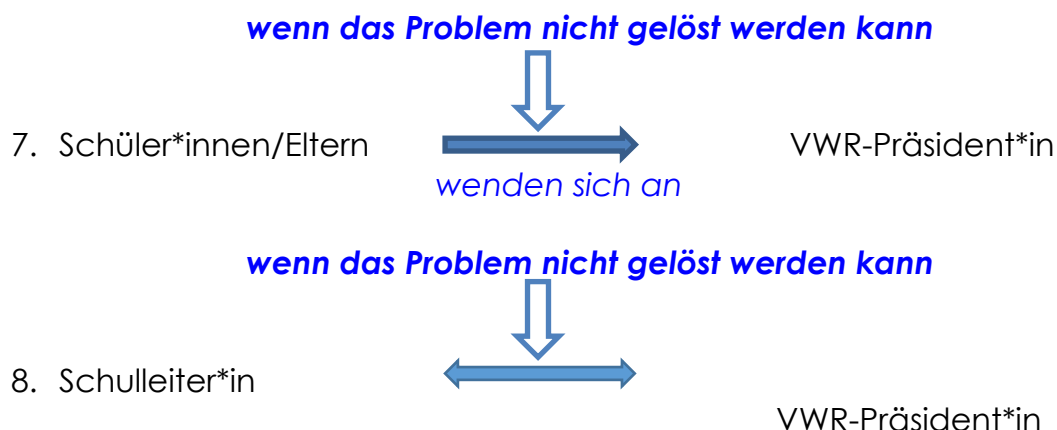 wenn das Problem nicht gelöst werden kann
7. Schüler*innen/Eltern VWR-Präsident*in
wenden sich an
wenn das Problem nicht gelöst werden kann
8. Schulleiter*in
VWR-Präsident*in